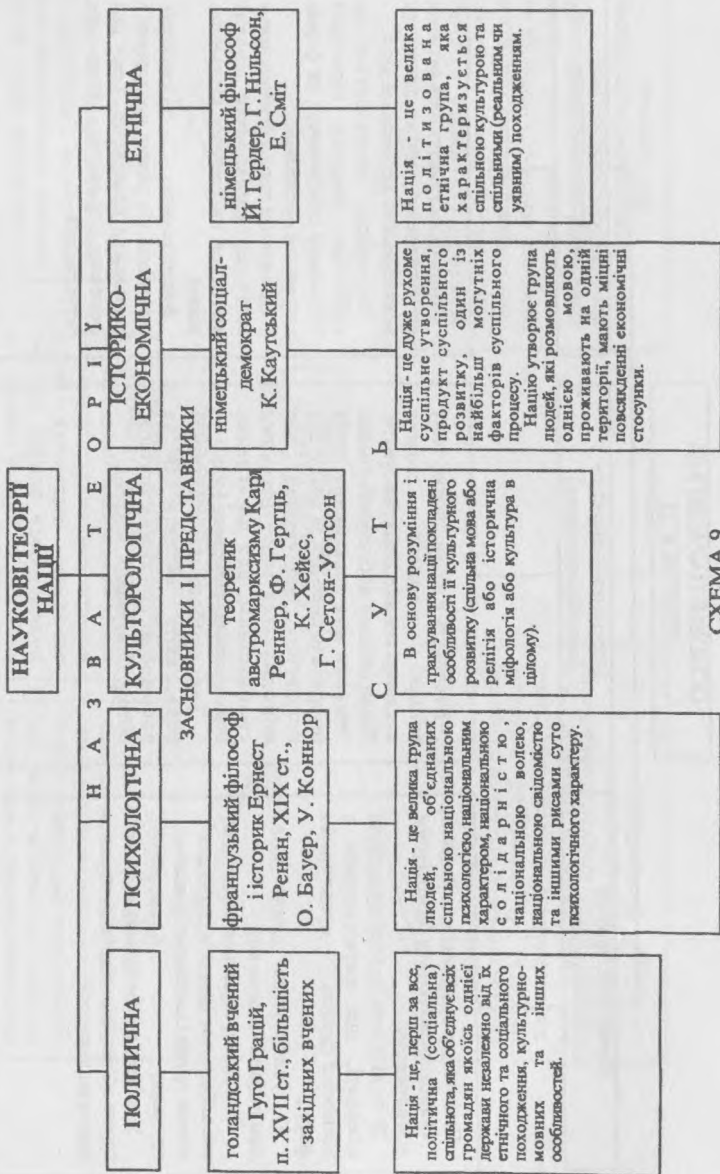 НАУКОВІ ТЕОРІЇ
НАЦІЇ
НАЗВА ТЕОРІЇ
ПОЛІТИЧНА
ПСИХОЛОГІЧНА
КУЛЬТОРОЛОГІЧНА
ІСТОРИКО-
ЕКОНОМІЧНА
ЕТНІЧНА
ЗАСНОВНИКИ І ПРЕДСТАВНИКИ
голандський вчений
Гуго Грацій,
п. XVII ст., більшість
західних вчених
французький філософ
і історик Ернест
Ренан, XIX ст.,
О. Бауер, У. Коннор
теоретик
австромарксизму Карл
Реннер, Ф. Гертць,
К. Хейєс,
Г. Сетон-Уотсон
німецький соціал-
демократ
К. Каутський
німецький філософ
Й. Гердер, Г. Нільсон,
Е. Сміт
СУТЬ
Нація - це, перш за все,
політична (соціальна)
спільнота, яка об'єднує всіх
громадян якоїсь однієї
держави незалежно від їх
етнічного та соціального
походження, культурно-
мовних та інших
особливостей.
Нація - це велика група
людей, об'єднаних
спільною національною
психологією, національним
характером, національною
солідарністю,
національною волею,
національною свідомістю
та іншими рисами суто
психологічного характеру.
В основу розуміння і
трактування нації покладені
особливості її культурного
розвитку (спільна мова або
релігія або історична
міфологія або культура в
цілому).
Нація - це дуже рухоме
суспільне утворення,
продукт суспільного
розвитку, один із
найбільш могутніх
факторів суспільного
процесу.
Націю утворює група
людей, які розмовляють
однією мовою,
проживають на одній
території, мають міцні
повсякденні економічні
стосунки.
Нація - це велика
політизована
етнічна група, яка
характеризується
спільною культурою та
спільними (реальним чи
уявним) походженням.
СХЕМА 9